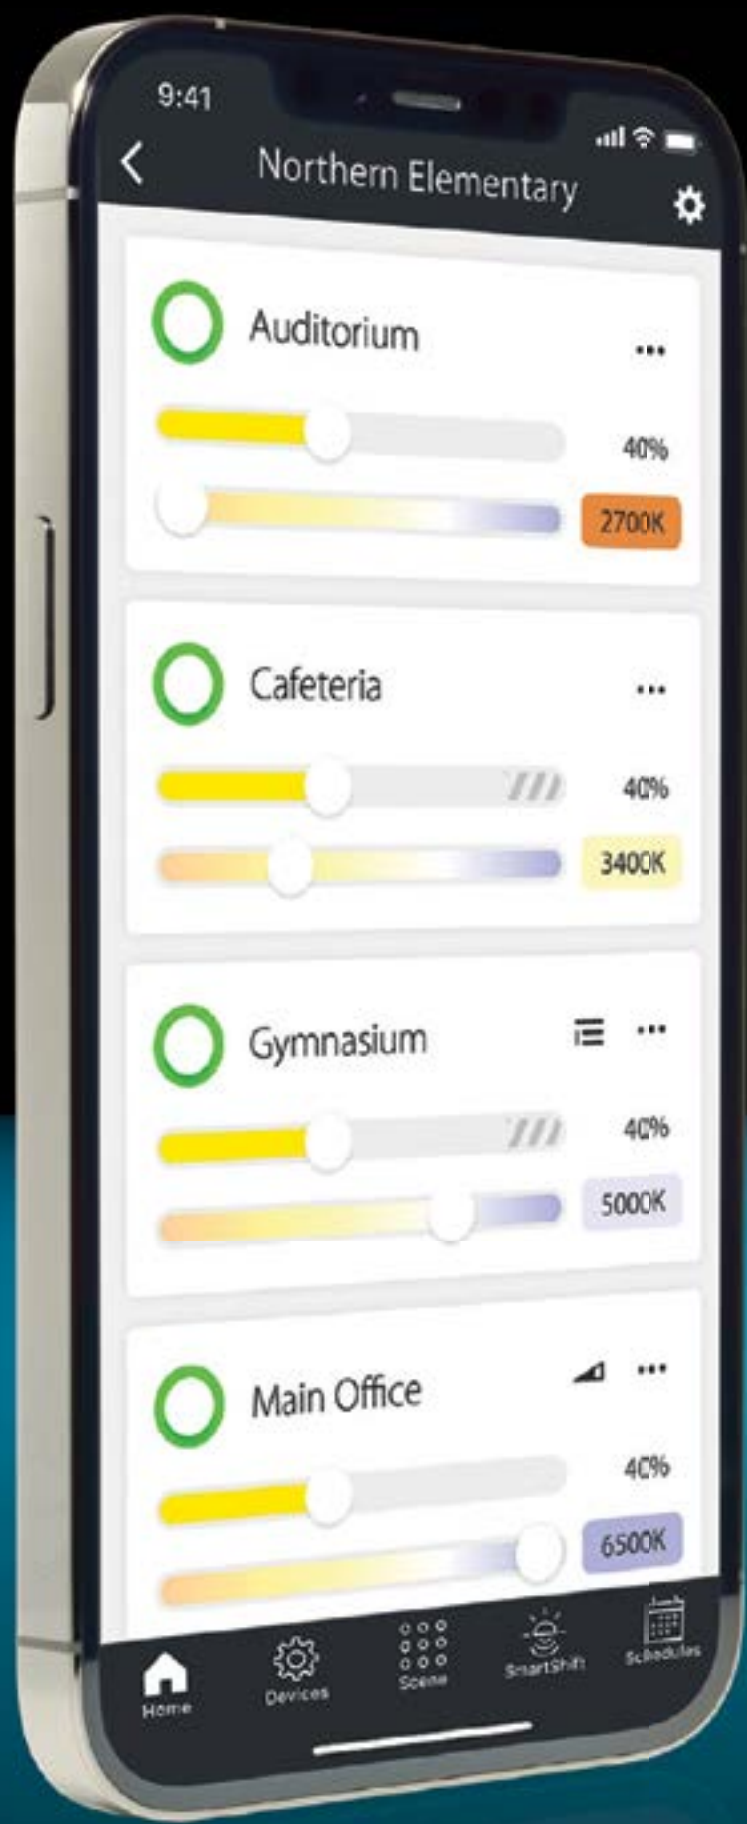 9:41
Northern Elementary
Auditorium
...
40%
2700K
Cafeteria
...
40%
3400K
Gymnasium
...
40%
5000K
Main Office
...
40%
6500K
Home
Devices
Scene
SmartShift
Schedules